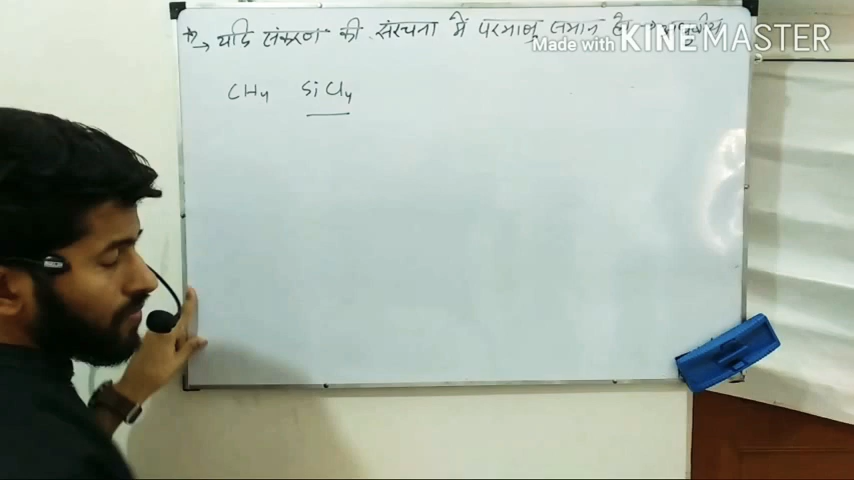 → यदि संकरण की संरचना में परमाणु समान हो
Made with KINEMASTER
CH4 SiCl4